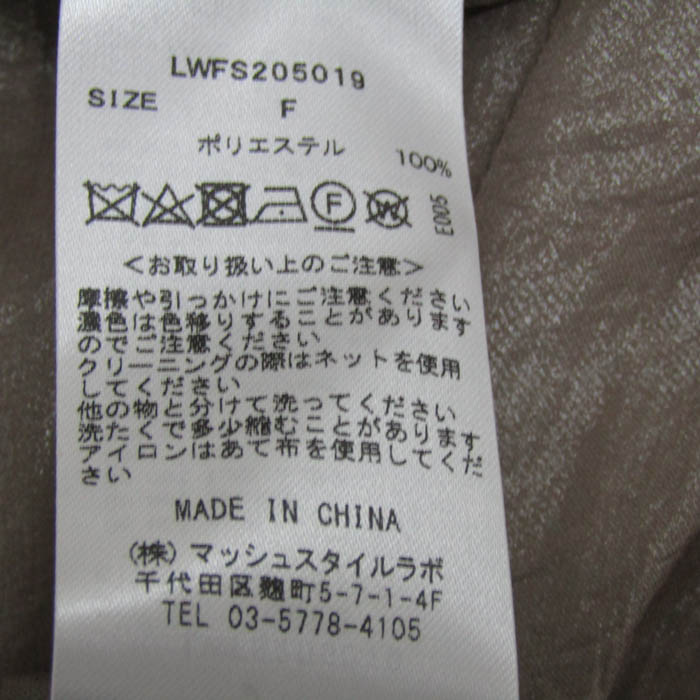 LWFS205019
SIZE F
ポリエステル 100%
F W E005
＜お取り扱い上のご注意＞
摩擦や引っかけにご注意ください
濃色は色移りすることがあります
のでご注意ください
クリーニングの際はネットを使用
してください
他の物と分けて洗ってください
洗たくで多少縮むことがあります
アイロンはあて布を使用してくだ
さい
MADE IN CHINA
(株)マッシュスタイルラボ
千代田区麹町5-7-1-4F
TEL 03-5778-4105